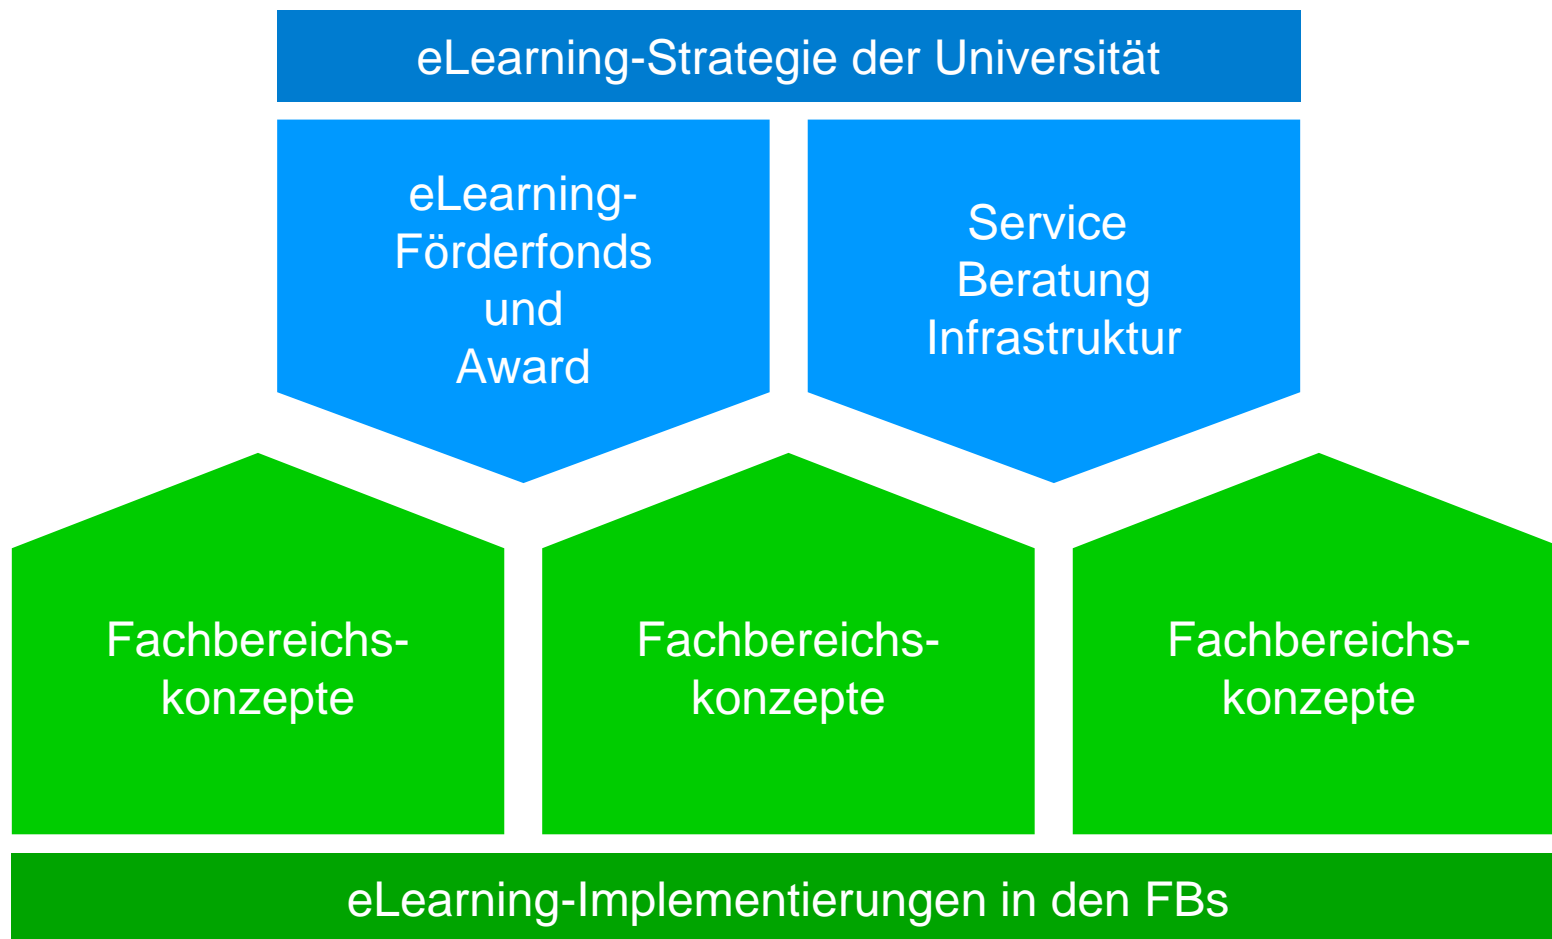 eLearning-Strategie der Universität
eLearning-
Förderfonds
und
Award
Service
Beratung
Infrastruktur
Fachbereichs-
konzepte
Fachbereichs-
konzepte
Fachbereichs-
konzepte
eLearning-Implementierungen in den FBs